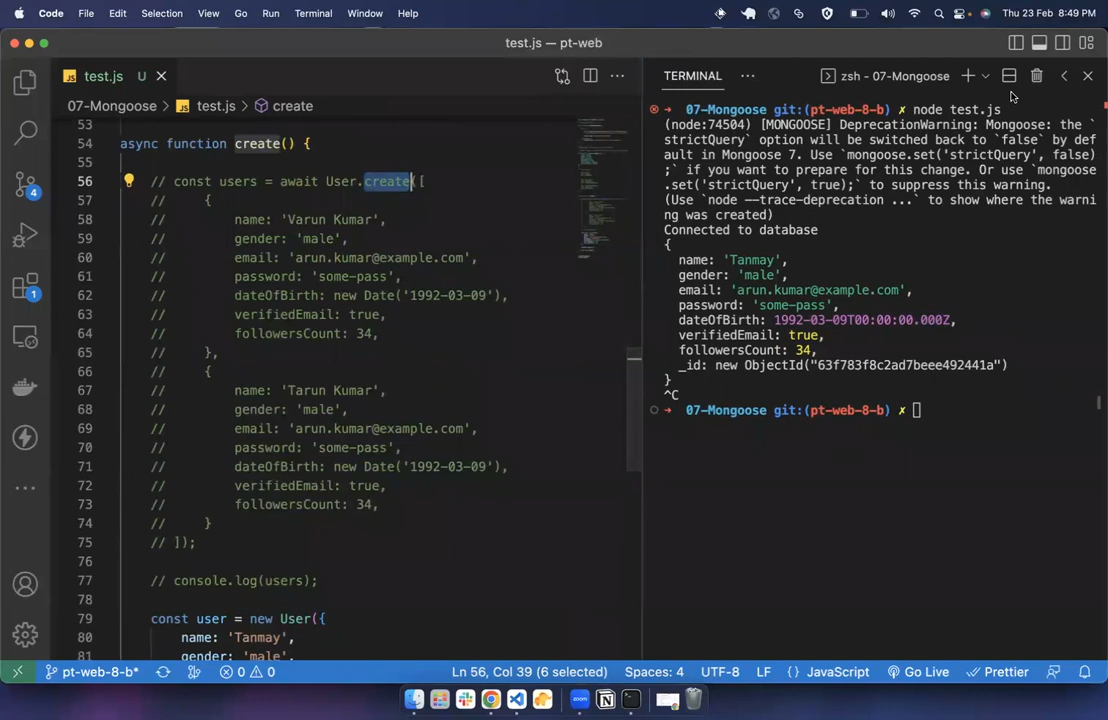 Code File Edit Selection View Go Run Terminal Window Help Thu 23 Feb 8:49 PM
test.js — pt-web
JS test.js U
07-Mongoose > JS test.js > create
53
54 async function create() {
55
56 // const users = await User.create([
57 // {
58 // name: 'Varun Kumar',
59 // gender: 'male',
60 // email: 'arun.kumar@example.com',
61 // password: 'some-pass',
62 // dateOfBirth: new Date('1992-03-09'),
63 // verifiedEmail: true,
64 // followersCount: 34,
65 // },
66 // {
67 // name: 'Tarun Kumar',
68 // gender: 'male',
69 // email: 'arun.kumar@example.com',
70 // password: 'some-pass',
71 // dateOfBirth: new Date('1992-03-09'),
72 // verifiedEmail: true,
73 // followersCount: 34,
74 // }
75 // ]);
76
77 // console.log(users);
78
79 const user = new User({
80 name: 'Tanmay',
81 gender: 'male',
TERMINAL ··· zsh - 07-Mongoose
→ 07-Mongoose git:(pt-web-8-b) ✗ node test.js
(node:74504) [MONGOOSE] DeprecationWarning: Mongoose: the `
strictQuery` option will be switched back to `false` by def
ault in Mongoose 7. Use `mongoose.set('strictQuery', false)
;` if you want to prepare for this change. Or use `mongoose
.set('strictQuery', true);` to suppress this warning.
(Use `node --trace-deprecation ...` to show where the warni
ng was created)
Connected to database
{
name: 'Tanmay',
gender: 'male',
email: 'arun.kumar@example.com',
password: 'some-pass',
dateOfBirth: 1992-03-09T00:00:00.000Z,
verifiedEmail: true,
followersCount: 34,
_id: new ObjectId("63f783f8c2ad7beee492441a")
}
^C
→ 07-Mongoose git:(pt-web-8-b) ✗
4
1
pt-web-8-b* 0 0 Ln 56, Col 39 (6 selected) Spaces: 4 UTF-8 LF { } JavaScript Go Live Prettier
zoom